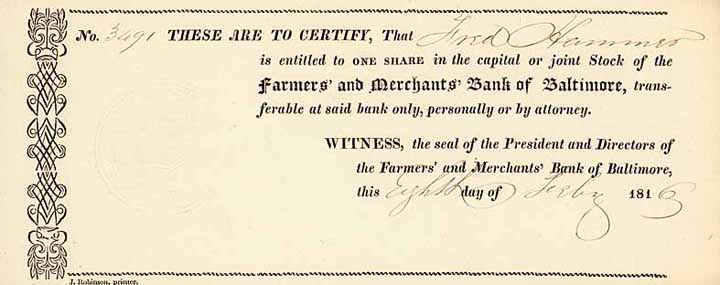 No. 3491 THESE ARE TO CERTIFY, That Fred Hammer
is entitled to ONE SHARE in the capital or joint Stock of the
Farmers' and Merchants' Bank of Baltimore, trans-
ferable at said bank only, personally or by attorney.
WITNESS, the seal of the President and Directors of
the Farmers' and Merchants' Bank of Baltimore,
this Eighth day of Feby 1816
J. Robinson, printer.